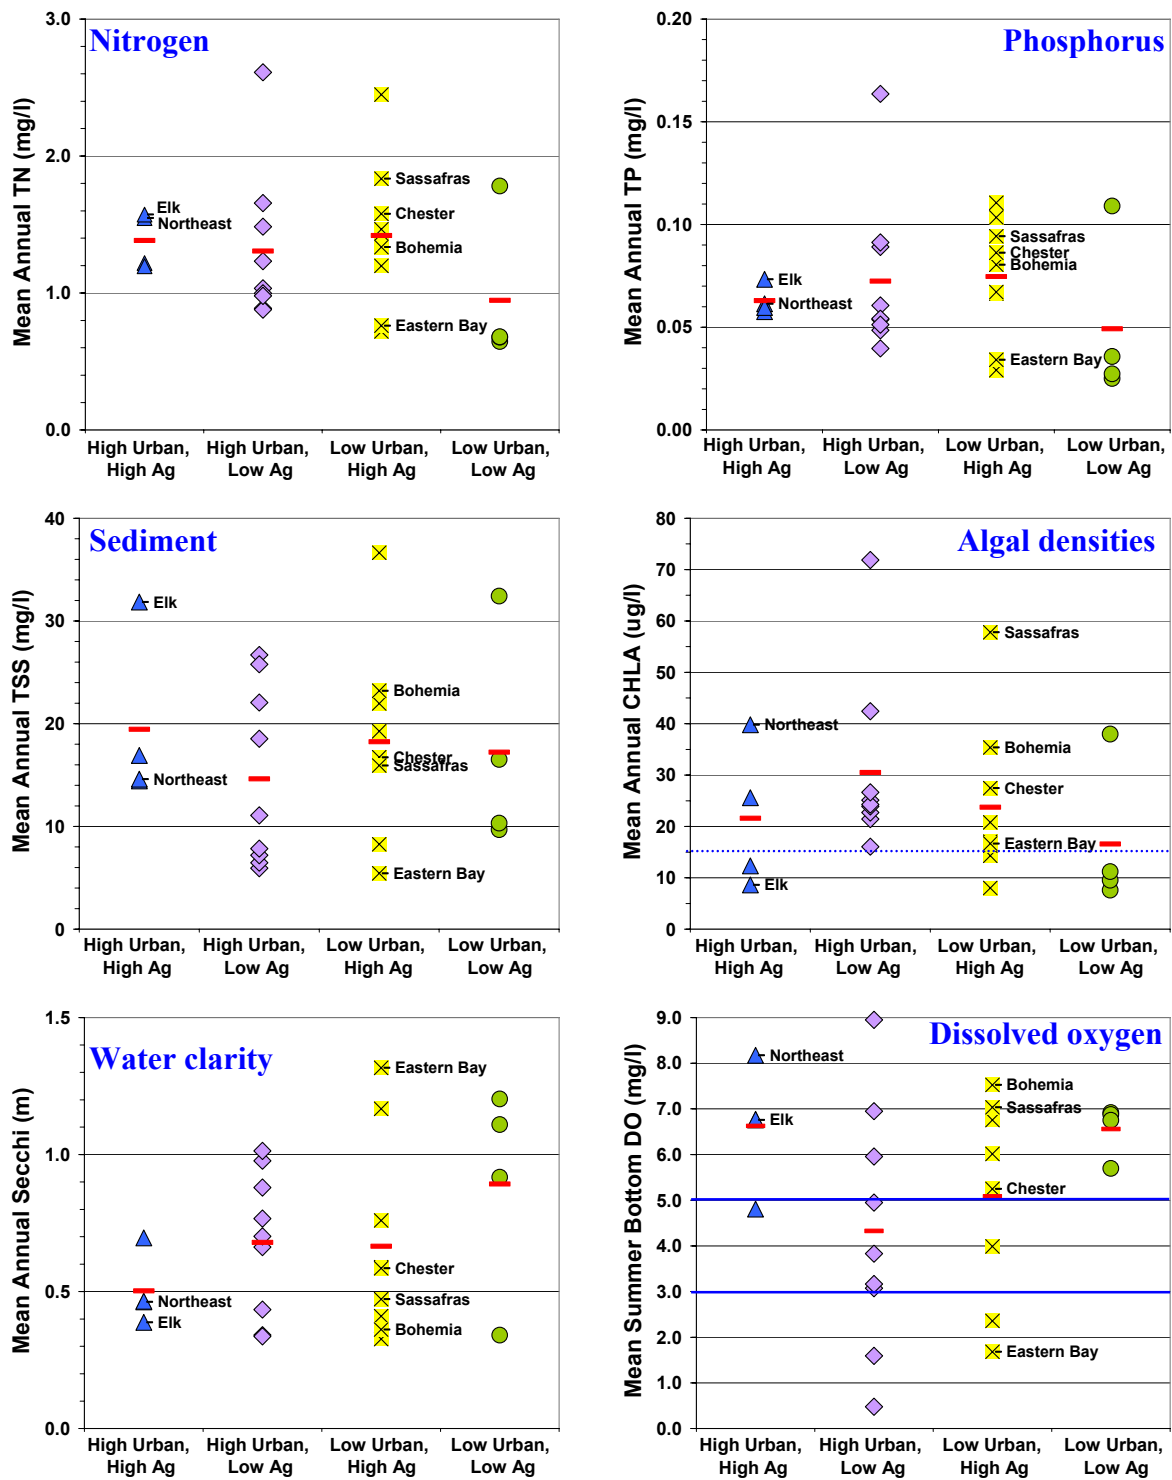 Nitrogen
Mean Annual TN (mg/l)
3.0
2.0
1.0
0.0
Elk
Northeast
Sassafras
Chester
Bohemia
Eastern Bay
High Urban,
High Ag
High Urban,
Low Ag
Low Urban,
High Ag
Low Urban,
Low Ag
Phosphorus
Mean Annual TP (mg/l)
0.20
0.15
0.10
0.05
0.00
Elk
Northeast
Sassafras
Chester
Bohemia
Eastern Bay
High Urban,
High Ag
High Urban,
Low Ag
Low Urban,
High Ag
Low Urban,
Low Ag
Sediment
Mean Annual TSS (mg/l)
40
30
20
10
0
Elk
Northeast
Bohemia
Chester
Sassafras
Eastern Bay
High Urban,
High Ag
High Urban,
Low Ag
Low Urban,
High Ag
Low Urban,
Low Ag
Algal densities
Mean Annual CHLA (ug/l)
80
70
60
50
40
30
20
10
0
Northeast
Elk
Sassafras
Bohemia
Chester
Eastern Bay
High Urban,
High Ag
High Urban,
Low Ag
Low Urban,
High Ag
Low Urban,
Low Ag
Water clarity
Mean Annual Secchi (m)
1.5
1.0
0.5
0.0
Northeast
Elk
Eastern Bay
Chester
Sassafras
Bohemia
High Urban,
High Ag
High Urban,
Low Ag
Low Urban,
High Ag
Low Urban,
Low Ag
Dissolved oxygen
Mean Summer Bottom DO (mg/l)
9.0
8.0
7.0
6.0
5.0
4.0
3.0
2.0
1.0
0.0
Northeast
Elk
Bohemia
Sassafras
Chester
Eastern Bay
High Urban,
High Ag
High Urban,
Low Ag
Low Urban,
High Ag
Low Urban,
Low Ag